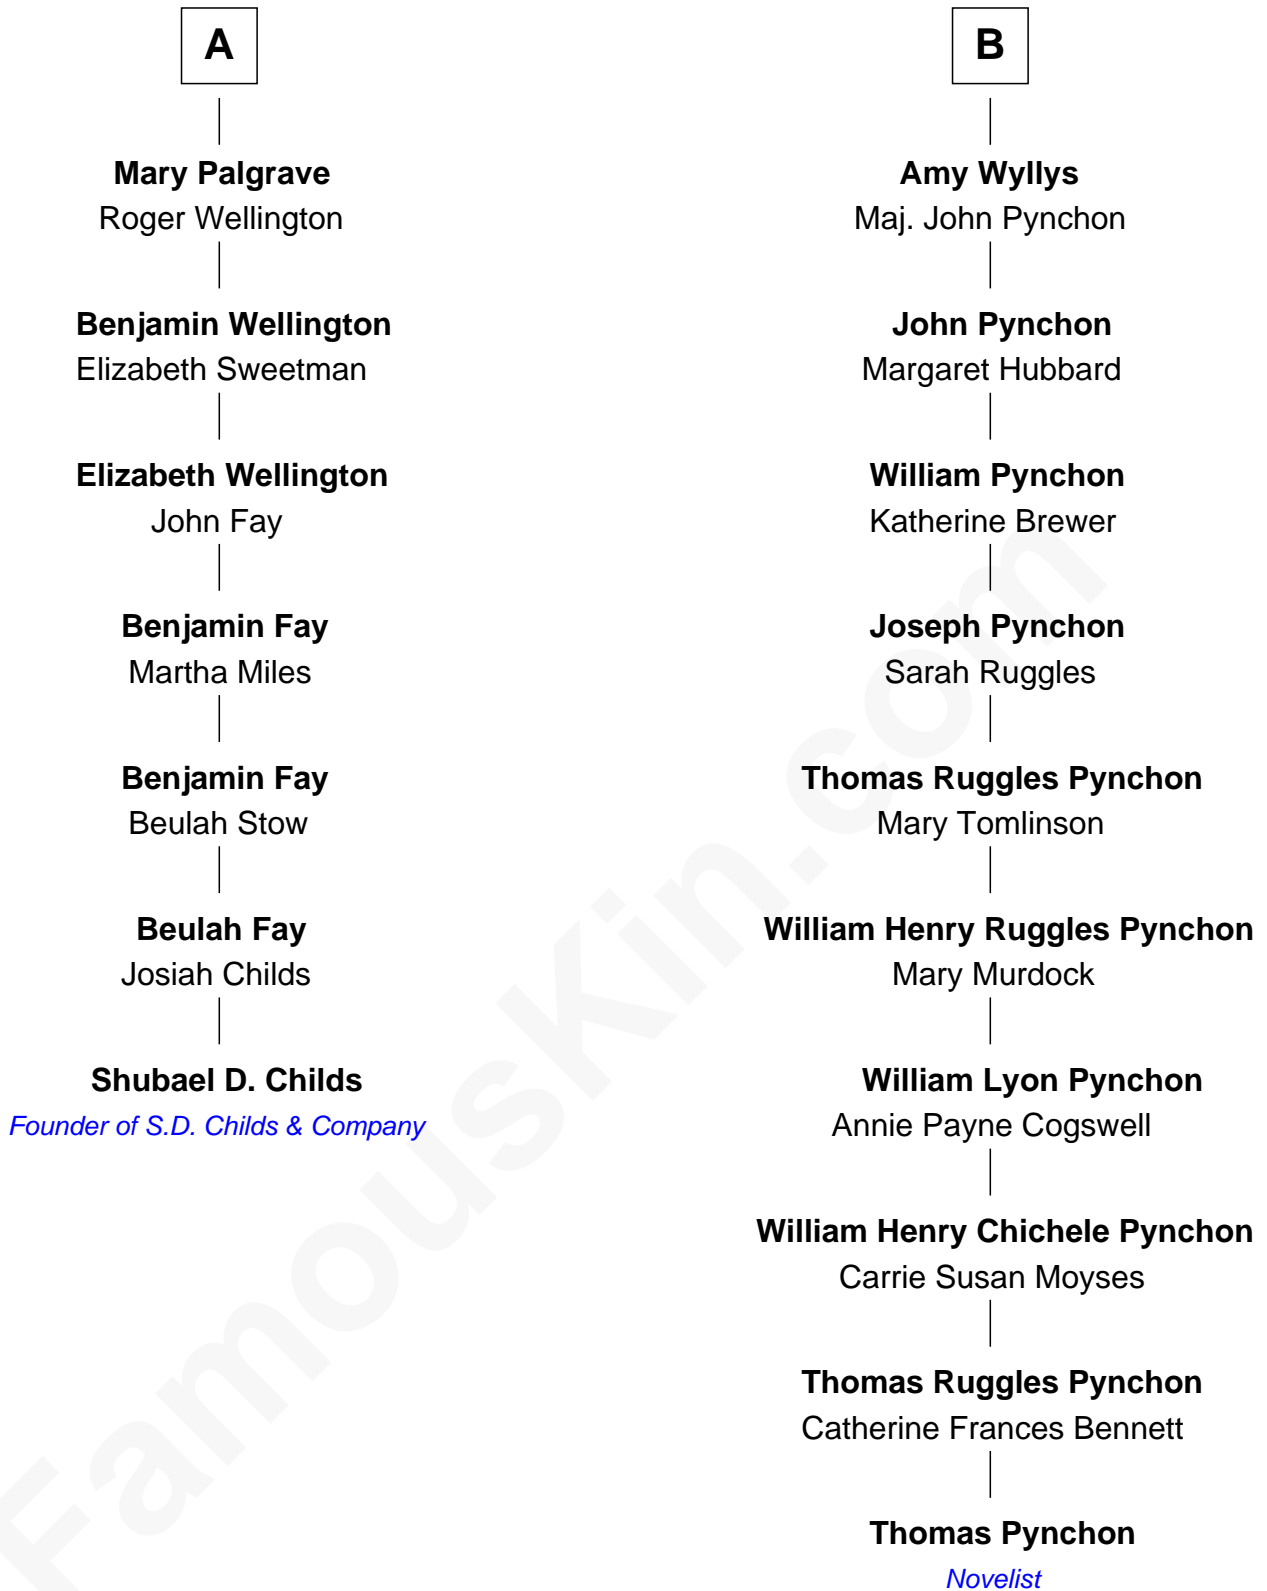 A
Mary Palgrave
Roger Wellington
Benjamin Wellington
Elizabeth Sweetman
Elizabeth Wellington
John Fay
Benjamin Fay
Martha Miles
Benjamin Fay
Beulah Stow
Beulah Fay
Josiah Childs
Shubael D. Childs
Founder of S.D. Childs & Company
B
Amy Wyllys
Maj. John Pynchon
John Pynchon
Margaret Hubbard
William Pynchon
Katherine Brewer
Joseph Pynchon
Sarah Ruggles
Thomas Ruggles Pynchon
Mary Tomlinson
William Henry Ruggles Pynchon
Mary Murdock
William Lyon Pynchon
Annie Payne Cogswell
William Henry Chichele Pynchon
Carrie Susan Moyses
Thomas Ruggles Pynchon
Catherine Frances Bennett
Thomas Pynchon
Novelist
FamousKin.com